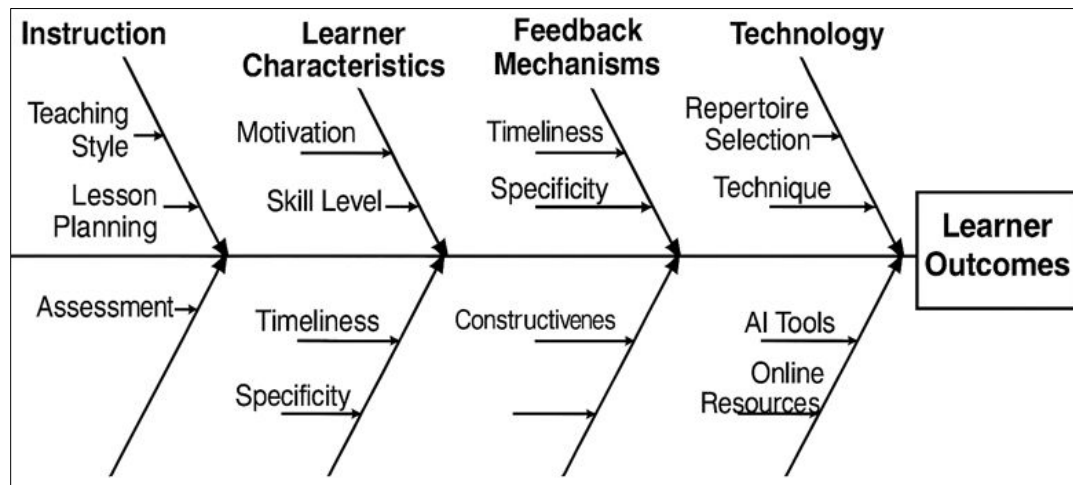 Instruction
Learner
Characteristics
Feedback
Mechanisms
Technology
Teaching
Style
Lesson
Planning
Motivation
Skill Level
Timeliness
Specificity
Repertoire
Selection
Technique
Learner
Outcomes
Assessment
Timeliness
Specificity
Constructivenes
AI Tools
Online
Resources